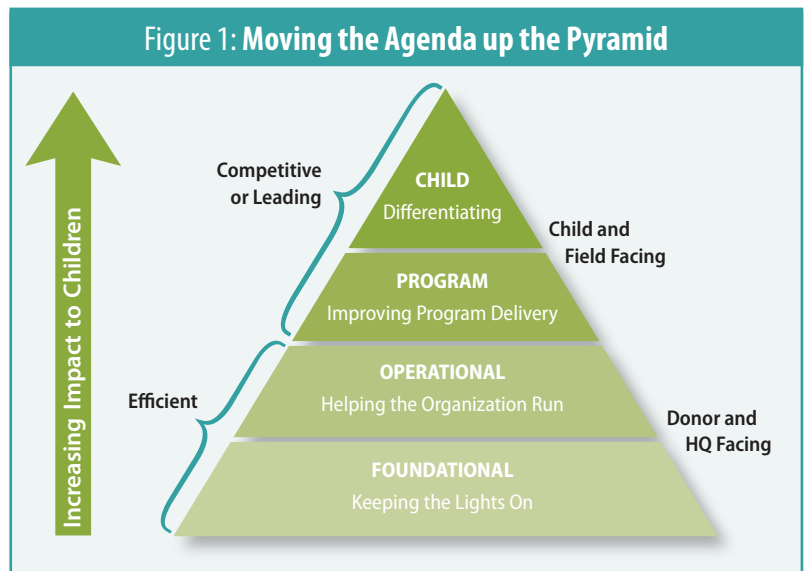 Figure 1: Moving the Agenda up the Pyramid
Increasing Impact to Children
Competitive
or Leading
CHILD
Differentiating
Child and
Field Facing
PROGRAM
Improving Program Delivery
Efficient
OPERATIONAL
Helping the Organization Run
Donor and
HQ Facing
FOUNDATIONAL
Keeping the Lights On